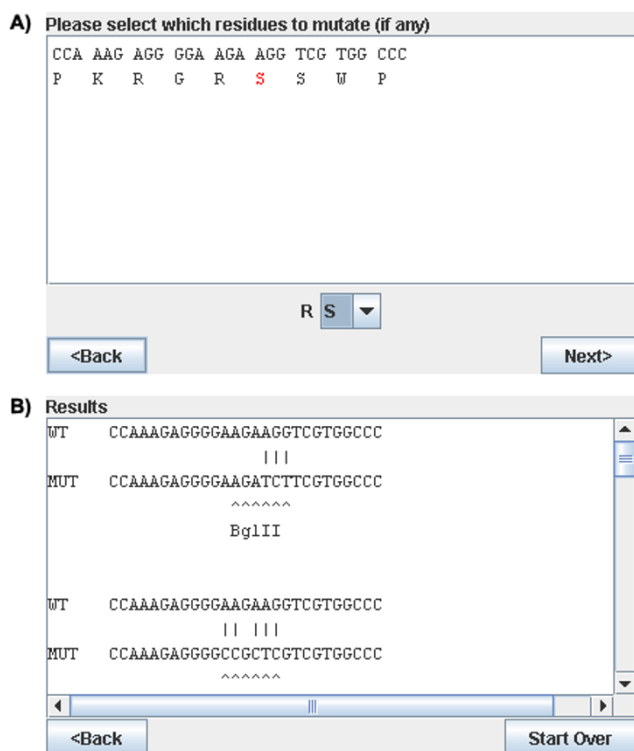 A) Please select which residues to mutate (if any)
CCA AAG AGG GGA AGA AGG TCG TGG CCC
P K R G R S S W P
R S
<Back Next>
B) Results
WT CCAAAGAGGGGAAGAAGGTCGTGGCCC
|||
MUT CCAAAGAGGGGAAGATCTTCGTGGCCC
^^^^^^
BglII
WT CCAAAGAGGGGAAGAAGGTCGTGGCCC
|| |||
MUT CCAAAGAGGGGCCGCTCGTCGTGGCCC
^^^^^^
<Back Start Over